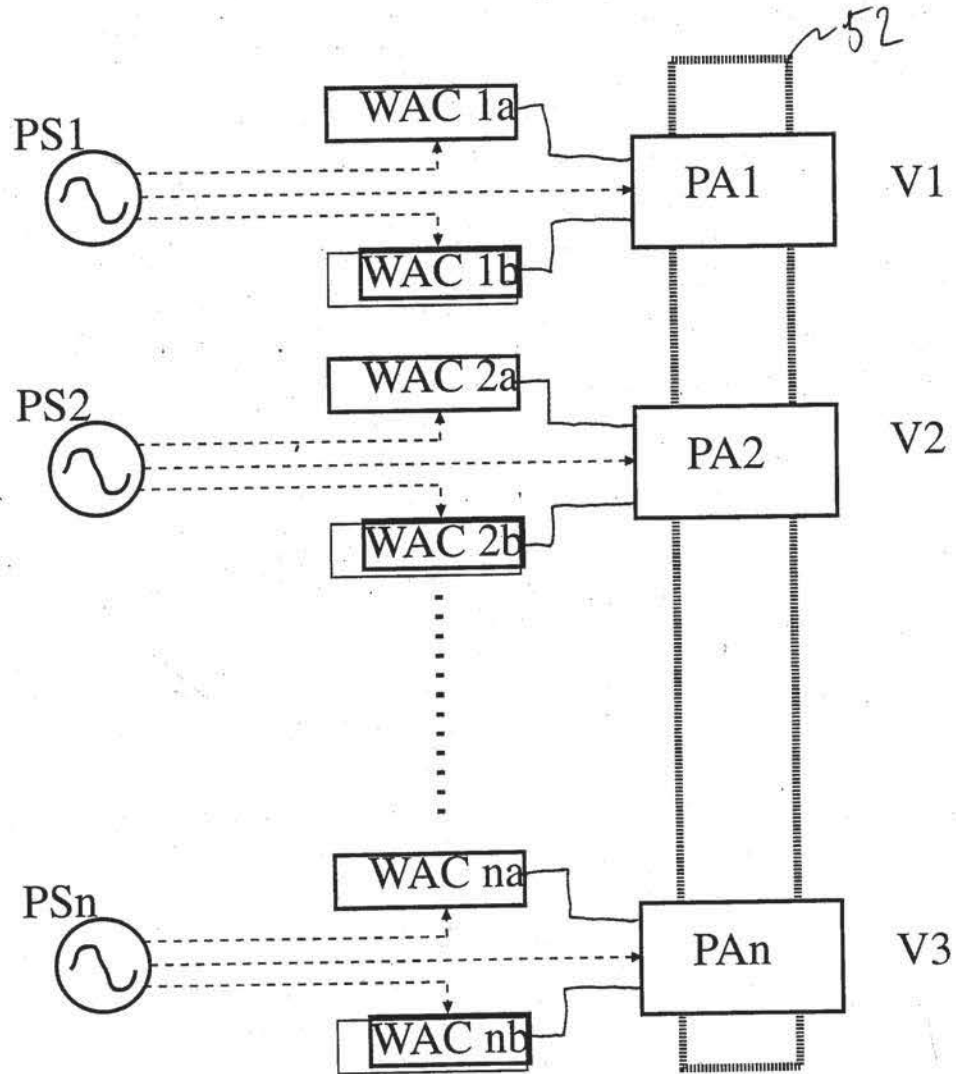 52
WAC 1a
PS1
PA1
V1
WAC 1b
WAC 2a
PS2
PA2
V2
WAC 2b
WAC na
PSn
PAn
V3
WAC nb